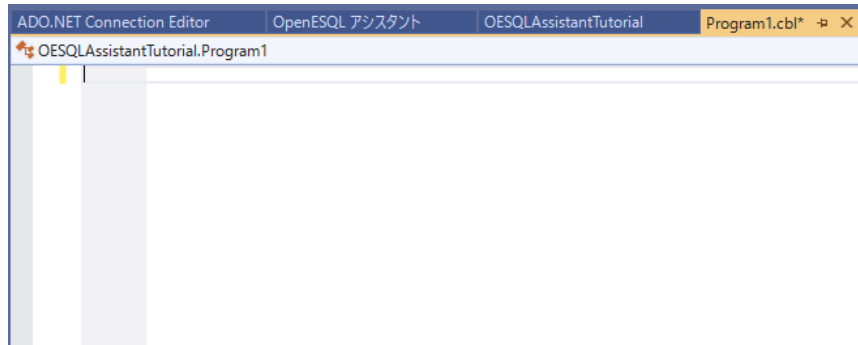 ADO.NET Connection Editor OpenESQL アシスタント OESQLAssistantTutorial Program1.cbl*
OESQLAssistantTutorial.Program1